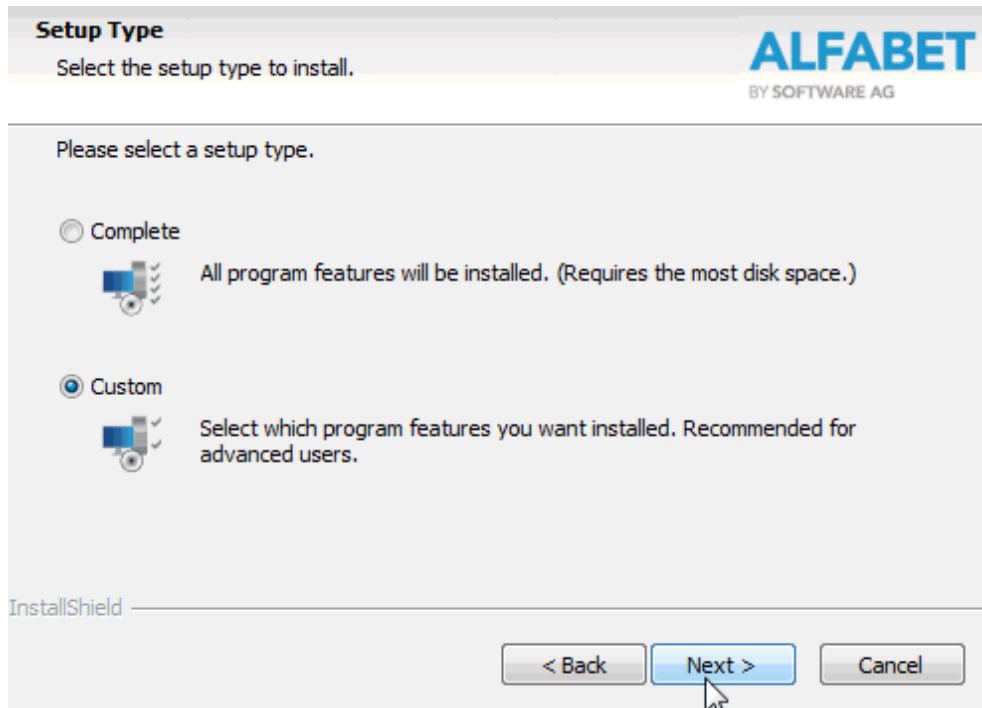 Setup Type
Select the setup type to install.
ALFABET
BY SOFTWARE AG
Please select a setup type.
Complete
All program features will be installed. (Requires the most disk space.)
Custom
Select which program features you want installed. Recommended for
advanced users.
InstallShield
< Back Next > Cancel